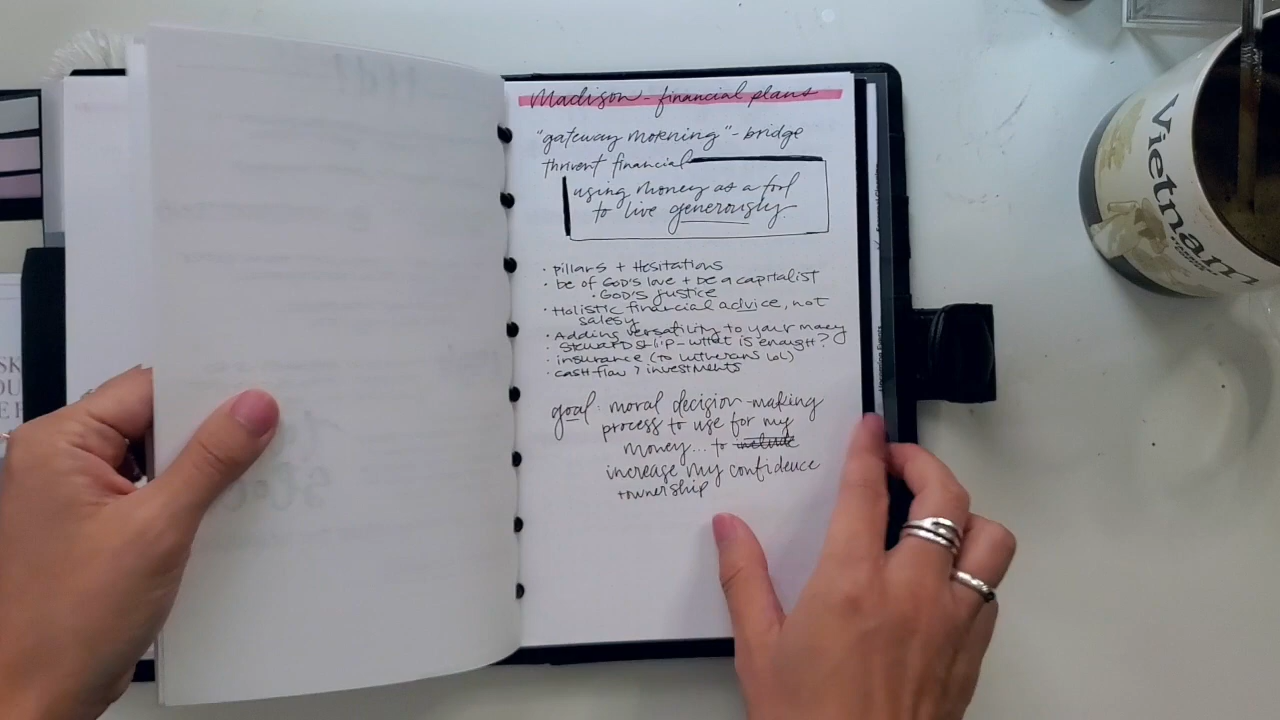 Madison - financial plans
"gateway morning" - bridge
thrivent financial
using money as a tool
to live generously.
· pillars + Hesitations
· be of God's love + be a capitalist
· God's justice
· Holistic financial advice, not
salesy
· Adding versatility to your money
· stewardship - what is enough?
· insurance (to lutherans lol)
· cash flow > investments
goal: moral decision-making
process to use for my
money... to include
increase my confidence
+ ownership
Vietnam